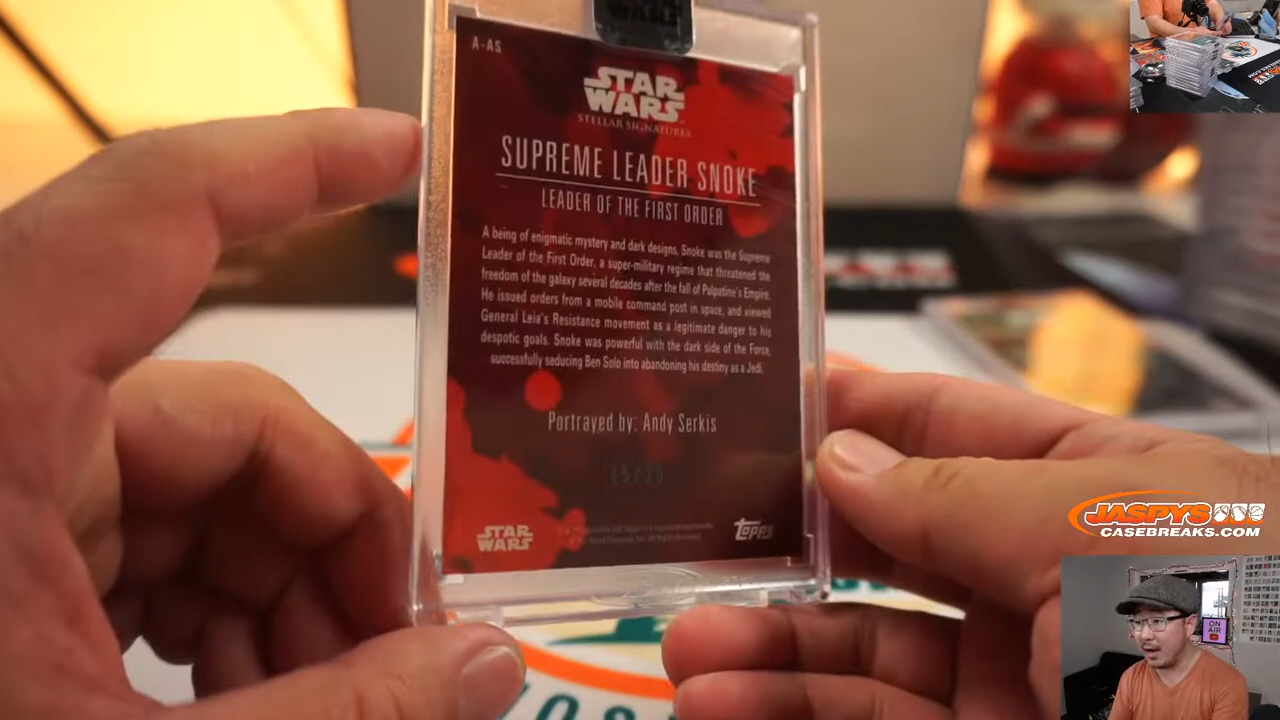 A-AS
STAR
WARS
STELLAR SIGNATURES
SUPREME LEADER SNOKE
LEADER OF THE FIRST ORDER
A being of enigmatic mystery and dark designs, Snoke was the Supreme
Leader of the First Order, a super-military regime that threatened the
freedom of the galaxy several decades after the fall of Palpatine's Empire.
He issued orders from a mobile command post in space, and viewed
General Leia's Resistance movement as a legitimate danger to his
despotic goals. Snoke was powerful with the dark side of the Force,
successfully seducing Ben Solo into abandoning his destiny as a Jedi.
Portrayed by: Andy Serkis
STAR
WARS
TOPPS
JASPYS
CASEBREAKS.COM
ON
AIR